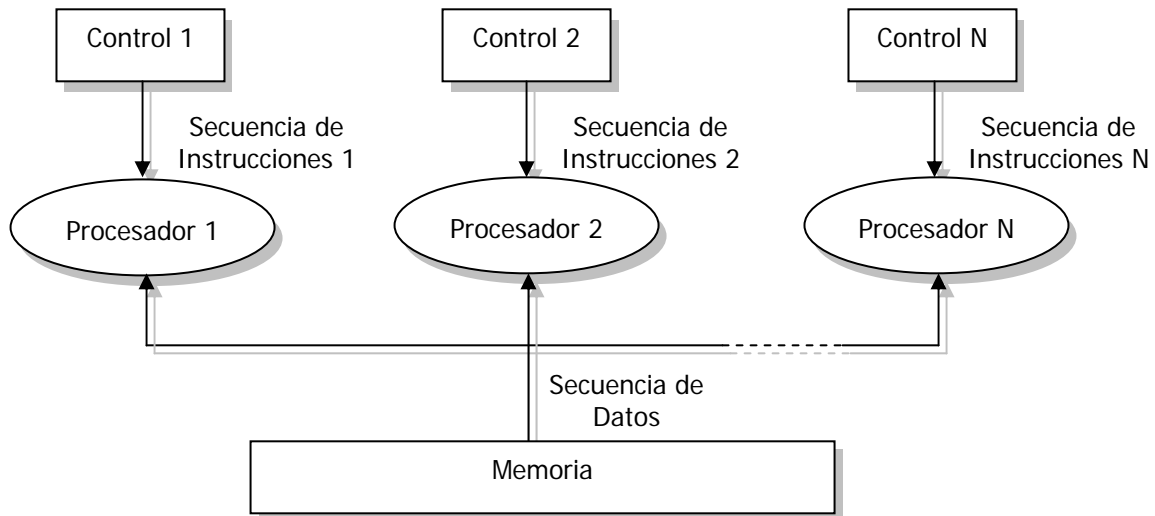 Control 1
Control 2
Control N
Secuencia de
Instrucciones 1
Secuencia de
Instrucciones 2
Secuencia de
Instrucciones N
Procesador 1
Procesador 2
Procesador N
Secuencia de
Datos
Memoria